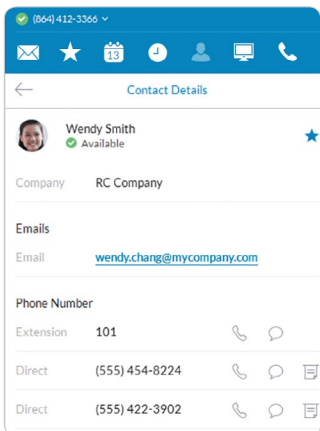 (864) 412-3366
13
Contact Details
Wendy Smith
Available
Company RC Company
Emails
Email wendy.chang@mycompany.com
Phone Number
Extension 101
Direct (555) 454-8224
Direct (555) 422-3902